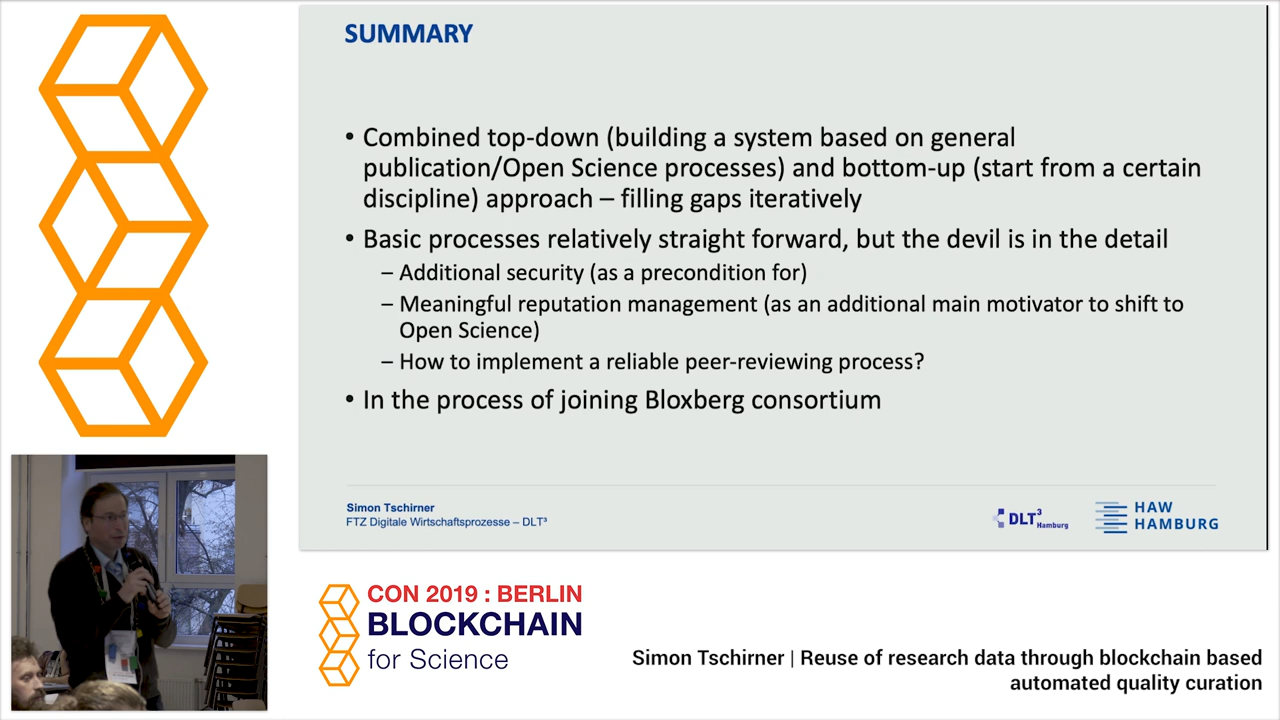 SUMMARY
• Combined top-down (building a system based on general
publication/Open Science processes) and bottom-up (start from a certain
discipline) approach – filling gaps iteratively
• Basic processes relatively straight forward, but the devil is in the detail
– Additional security (as a precondition for)
– Meaningful reputation management (as an additional main motivator to shift to
Open Science)
– How to implement a reliable peer-reviewing process?
• In the process of joining Bloxberg consortium
Simon Tschirner
FTZ Digitale Wirtschaftsprozesse – DLT³
DLT³
Hamburg
HAW
HAMBURG
CON 2019 : BERLIN
BLOCKCHAIN
for Science
Simon Tschirner | Reuse of research data through blockchain based
automated quality curation